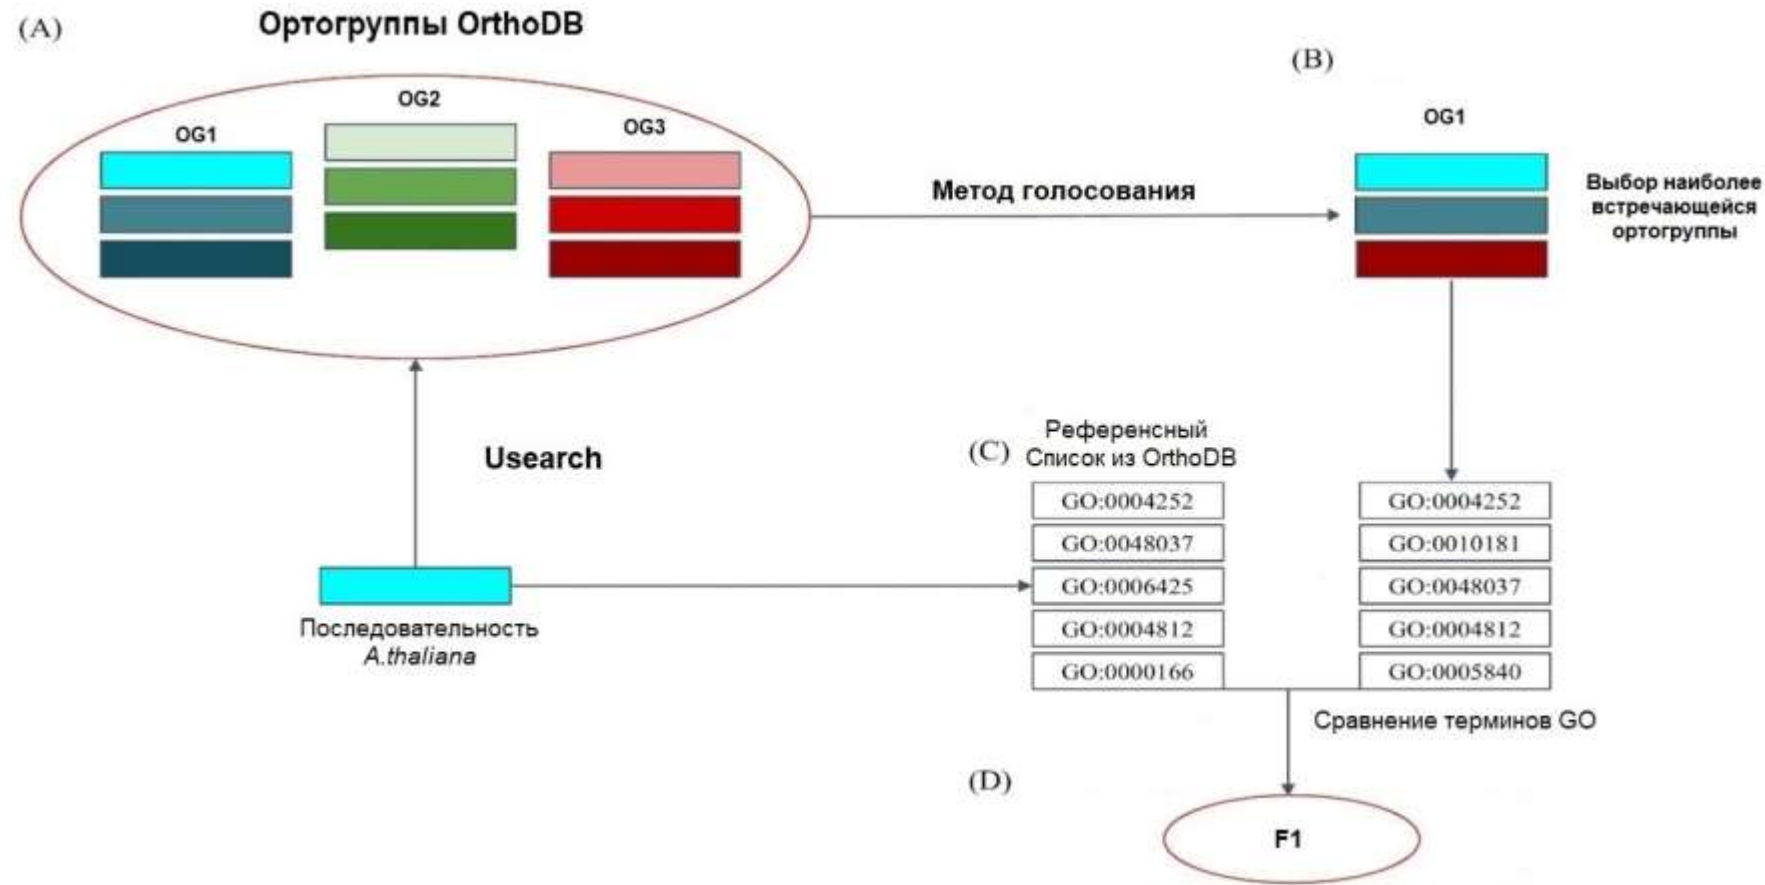 (A)
Ортогруппы OrthoDB
OG1
OG2
OG3
Метод голосования
(B)
OG1
Выбор наиболее
встречающейся
ортогруппы
Usearch
Последовательность
A.thaliana
(C)
Референсный
Список из OrthoDB
GO:0004252
GO:0048037
GO:0006425
GO:0004812
GO:0000166
GO:0004252
GO:0010181
GO:0048037
GO:0004812
GO:0005840
Сравнение терминов GO
(D)
F1